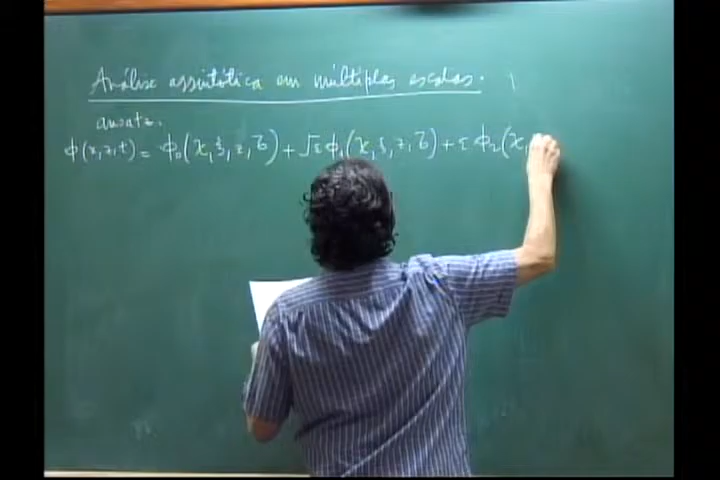 Análise assintótica em múltiplas escalas.
ansatz.
ϕ(x,z,t) = ϕ₀(x,ξ,z,τ) + √ε ϕ₁(x,ξ,z,τ) + ε ϕ₂(x,